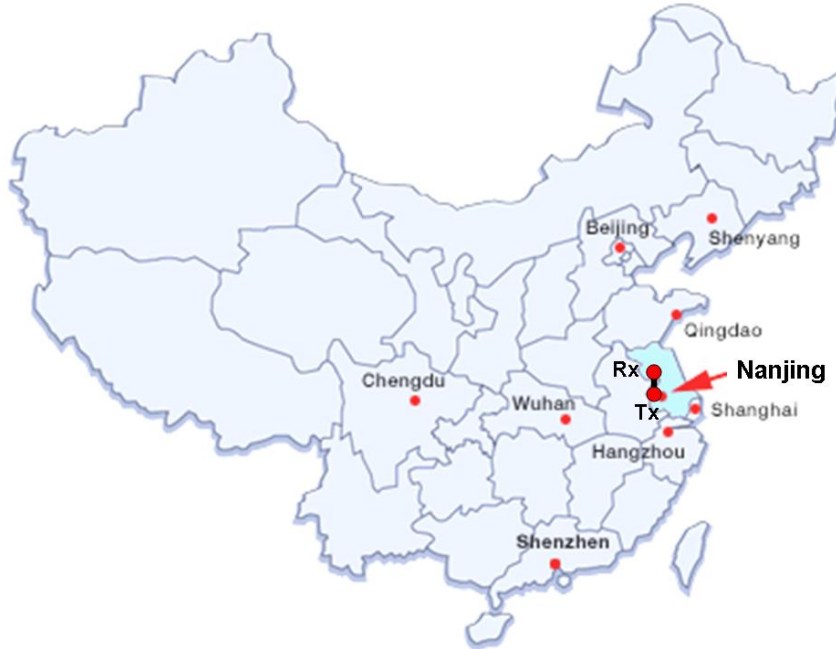 Beijing
Shenyang
Qingdao
Rx
Nanjing
Chengdu
Wuhan
Tx
Shanghai
Hangzhou
Shenzhen